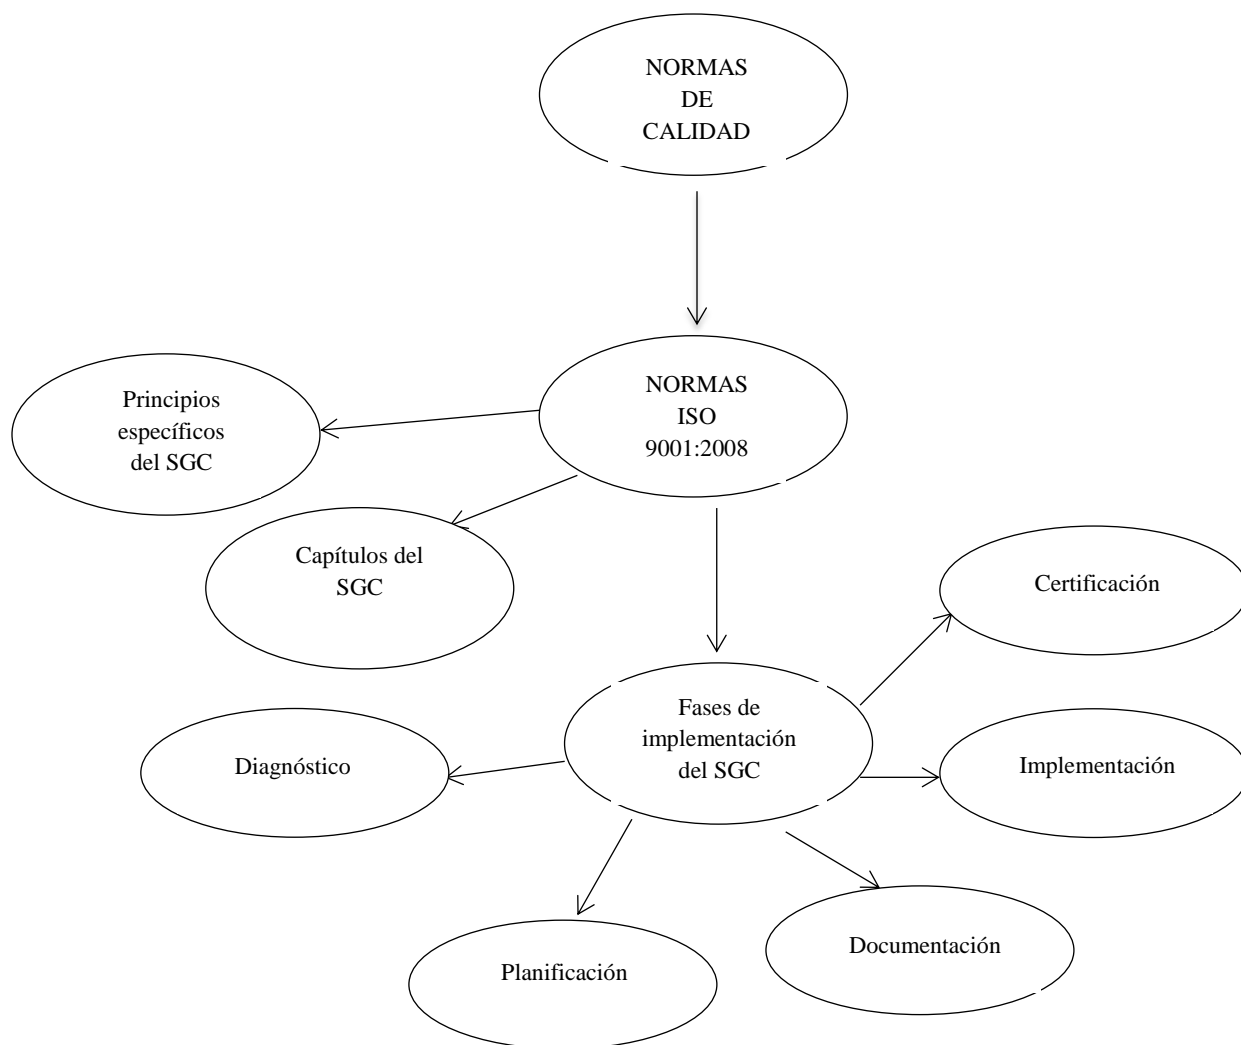 NORMAS
DE
CALIDAD
NORMAS
ISO
9001:2008
Principios
específicos
del SGC
Capítulos del
SGC
Certificación
Fases de
implementación
del SGC
Diagnóstico
Implementación
Documentación
Planificación